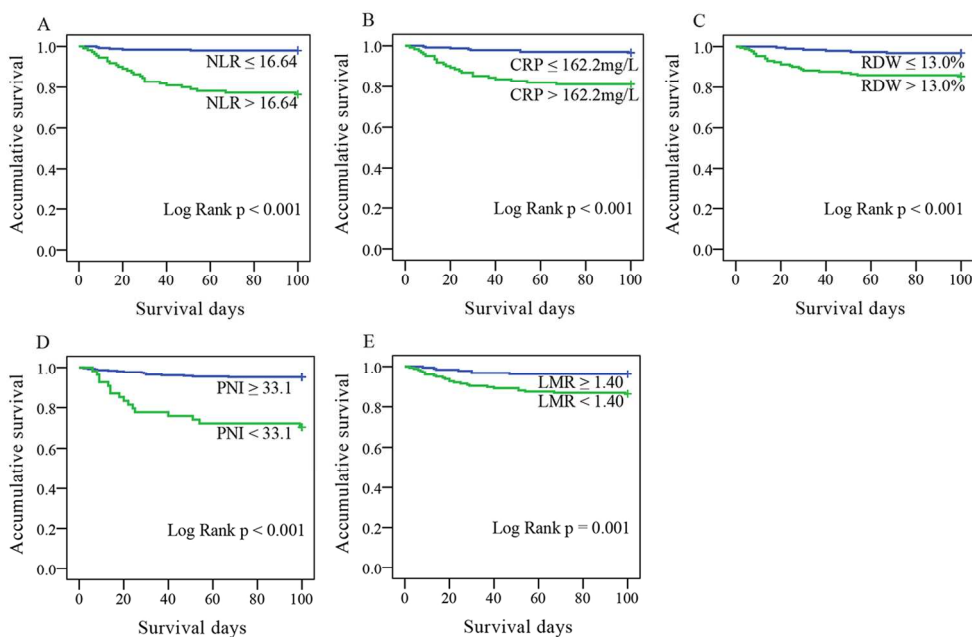 A
Accumulative survival
1.0
0.8
0.6
0.4
0.2
0.0
NLR ≤ 16.64
NLR > 16.64
Log Rank p < 0.001
0 20 40 60 80 100
Survival days
B
Accumulative survival
1.0
0.8
0.6
0.4
0.2
0.0
CRP ≤ 162.2mg/L
CRP > 162.2mg/L
Log Rank p < 0.001
0 20 40 60 80 100
Survival days
C
Accumulative survival
1.0
0.8
0.6
0.4
0.2
0.0
RDW ≤ 13.0%
RDW > 13.0%
Log Rank p < 0.001
0 20 40 60 80 100
Survival days
D
Accumulative survival
1.0
0.8
0.6
0.4
0.2
0.0
PNI ≥ 33.1
PNI < 33.1
Log Rank p < 0.001
0 20 40 60 80 100
Survival days
E
Accumulative survival
1.0
0.8
0.6
0.4
0.2
0.0
LMR ≥ 1.40
LMR < 1.40
Log Rank p = 0.001
0 20 40 60 80 100
Survival days